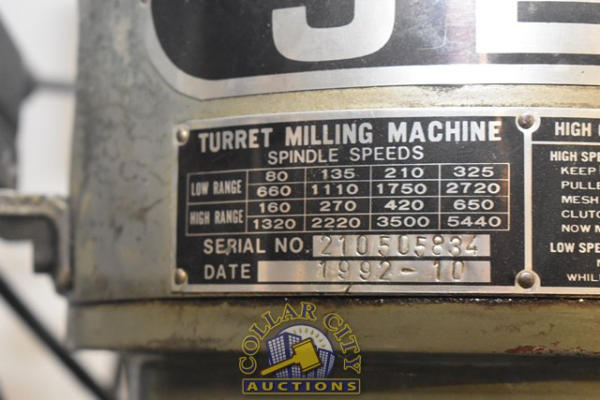 TURRET MILLING MACHINE
SPINDLE SPEEDS
LOW RANGE 80 135 210 325
660 1110 1750 2720
HIGH RANGE 160 270 420 650
1320 2220 3500 5440
SERIAL NO. 210505834
DATE 1992-10
HIGH
HIGH SPE
KEEP
PULLE
MESH
CLUT
NOW M
LOW SPE
WHIL
COLLAR CITY
AUCTIONS